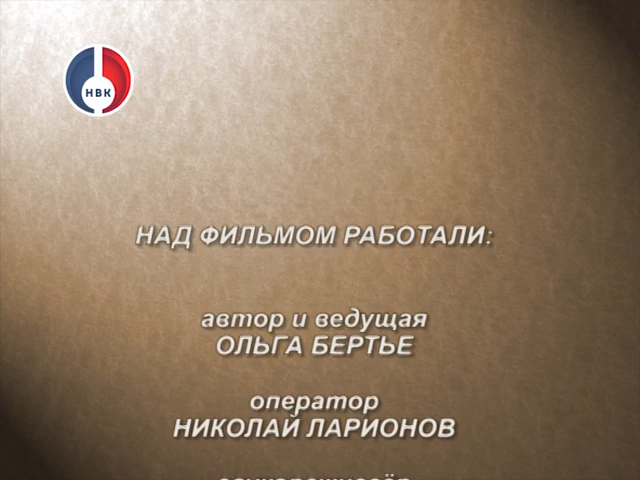 НВК
НАД ФИЛЬМОМ РАБОТАЛИ:
автор и ведущая
ОЛЬГА БЕРТЬЕ
оператор
НИКОЛАЙ ЛАРИОНОВ